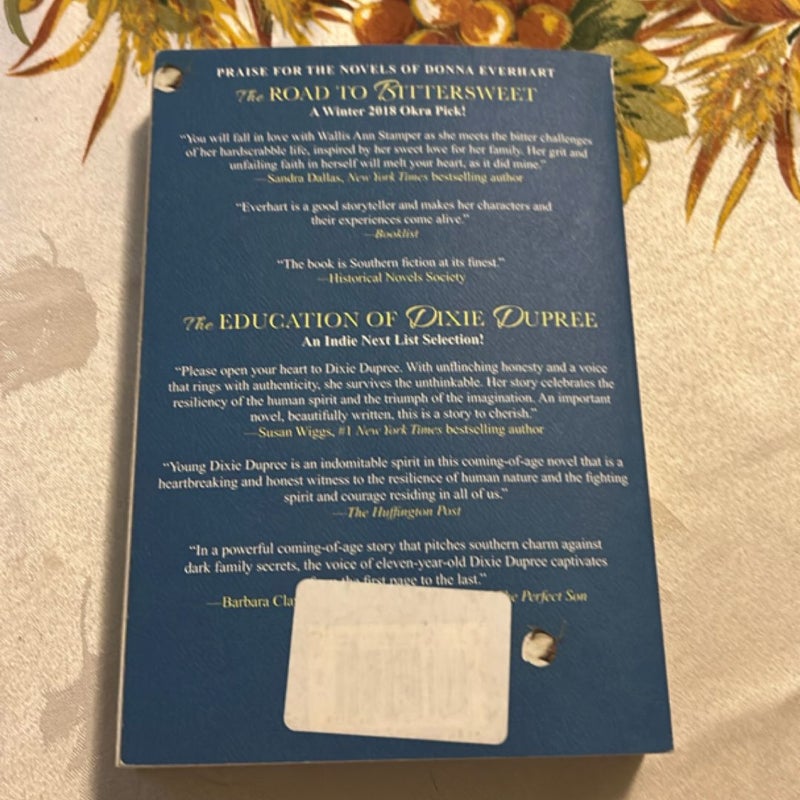 PRAISE FOR THE NOVELS OF DONNA EVERHART
The ROAD TO BITTERSWEET
A Winter 2018 Okra Pick!
“You will fall in love with Wallis Ann Stamper as she meets the bitter challenges
of her hardscrabble life, inspired by her sweet love for her family. Her grit and
unfailing faith in herself will melt your heart, as it did mine.”
—Sandra Dallas, New York Times bestselling author
“Everhart is a good storyteller and makes her characters and
their experiences come alive.”
—Booklist
“The book is Southern fiction at its finest.”
—Historical Novels Society
The EDUCATION OF DIXIE DUPREE
An Indie Next List Selection!
“Please open your heart to Dixie Dupree. With unflinching honesty and a voice
that rings with authenticity, she survives the unthinkable. Her story celebrates the
resiliency of the human spirit and the triumph of the imagination. An important
novel, beautifully written, this is a story to cherish.”
—Susan Wiggs, #1 New York Times bestselling author
“Young Dixie Dupree is an indomitable spirit in this coming-of-age novel that is a
heartbreaking and honest witness to the resilience of human nature and the fighting
spirit and courage residing in all of us.”
—The Huffington Post
“In a powerful coming-of-age story that pitches southern charm against
dark family secrets, the voice of eleven-year-old Dixie Dupree captivates
the first page to the last.”
—Barbara Perfect Son